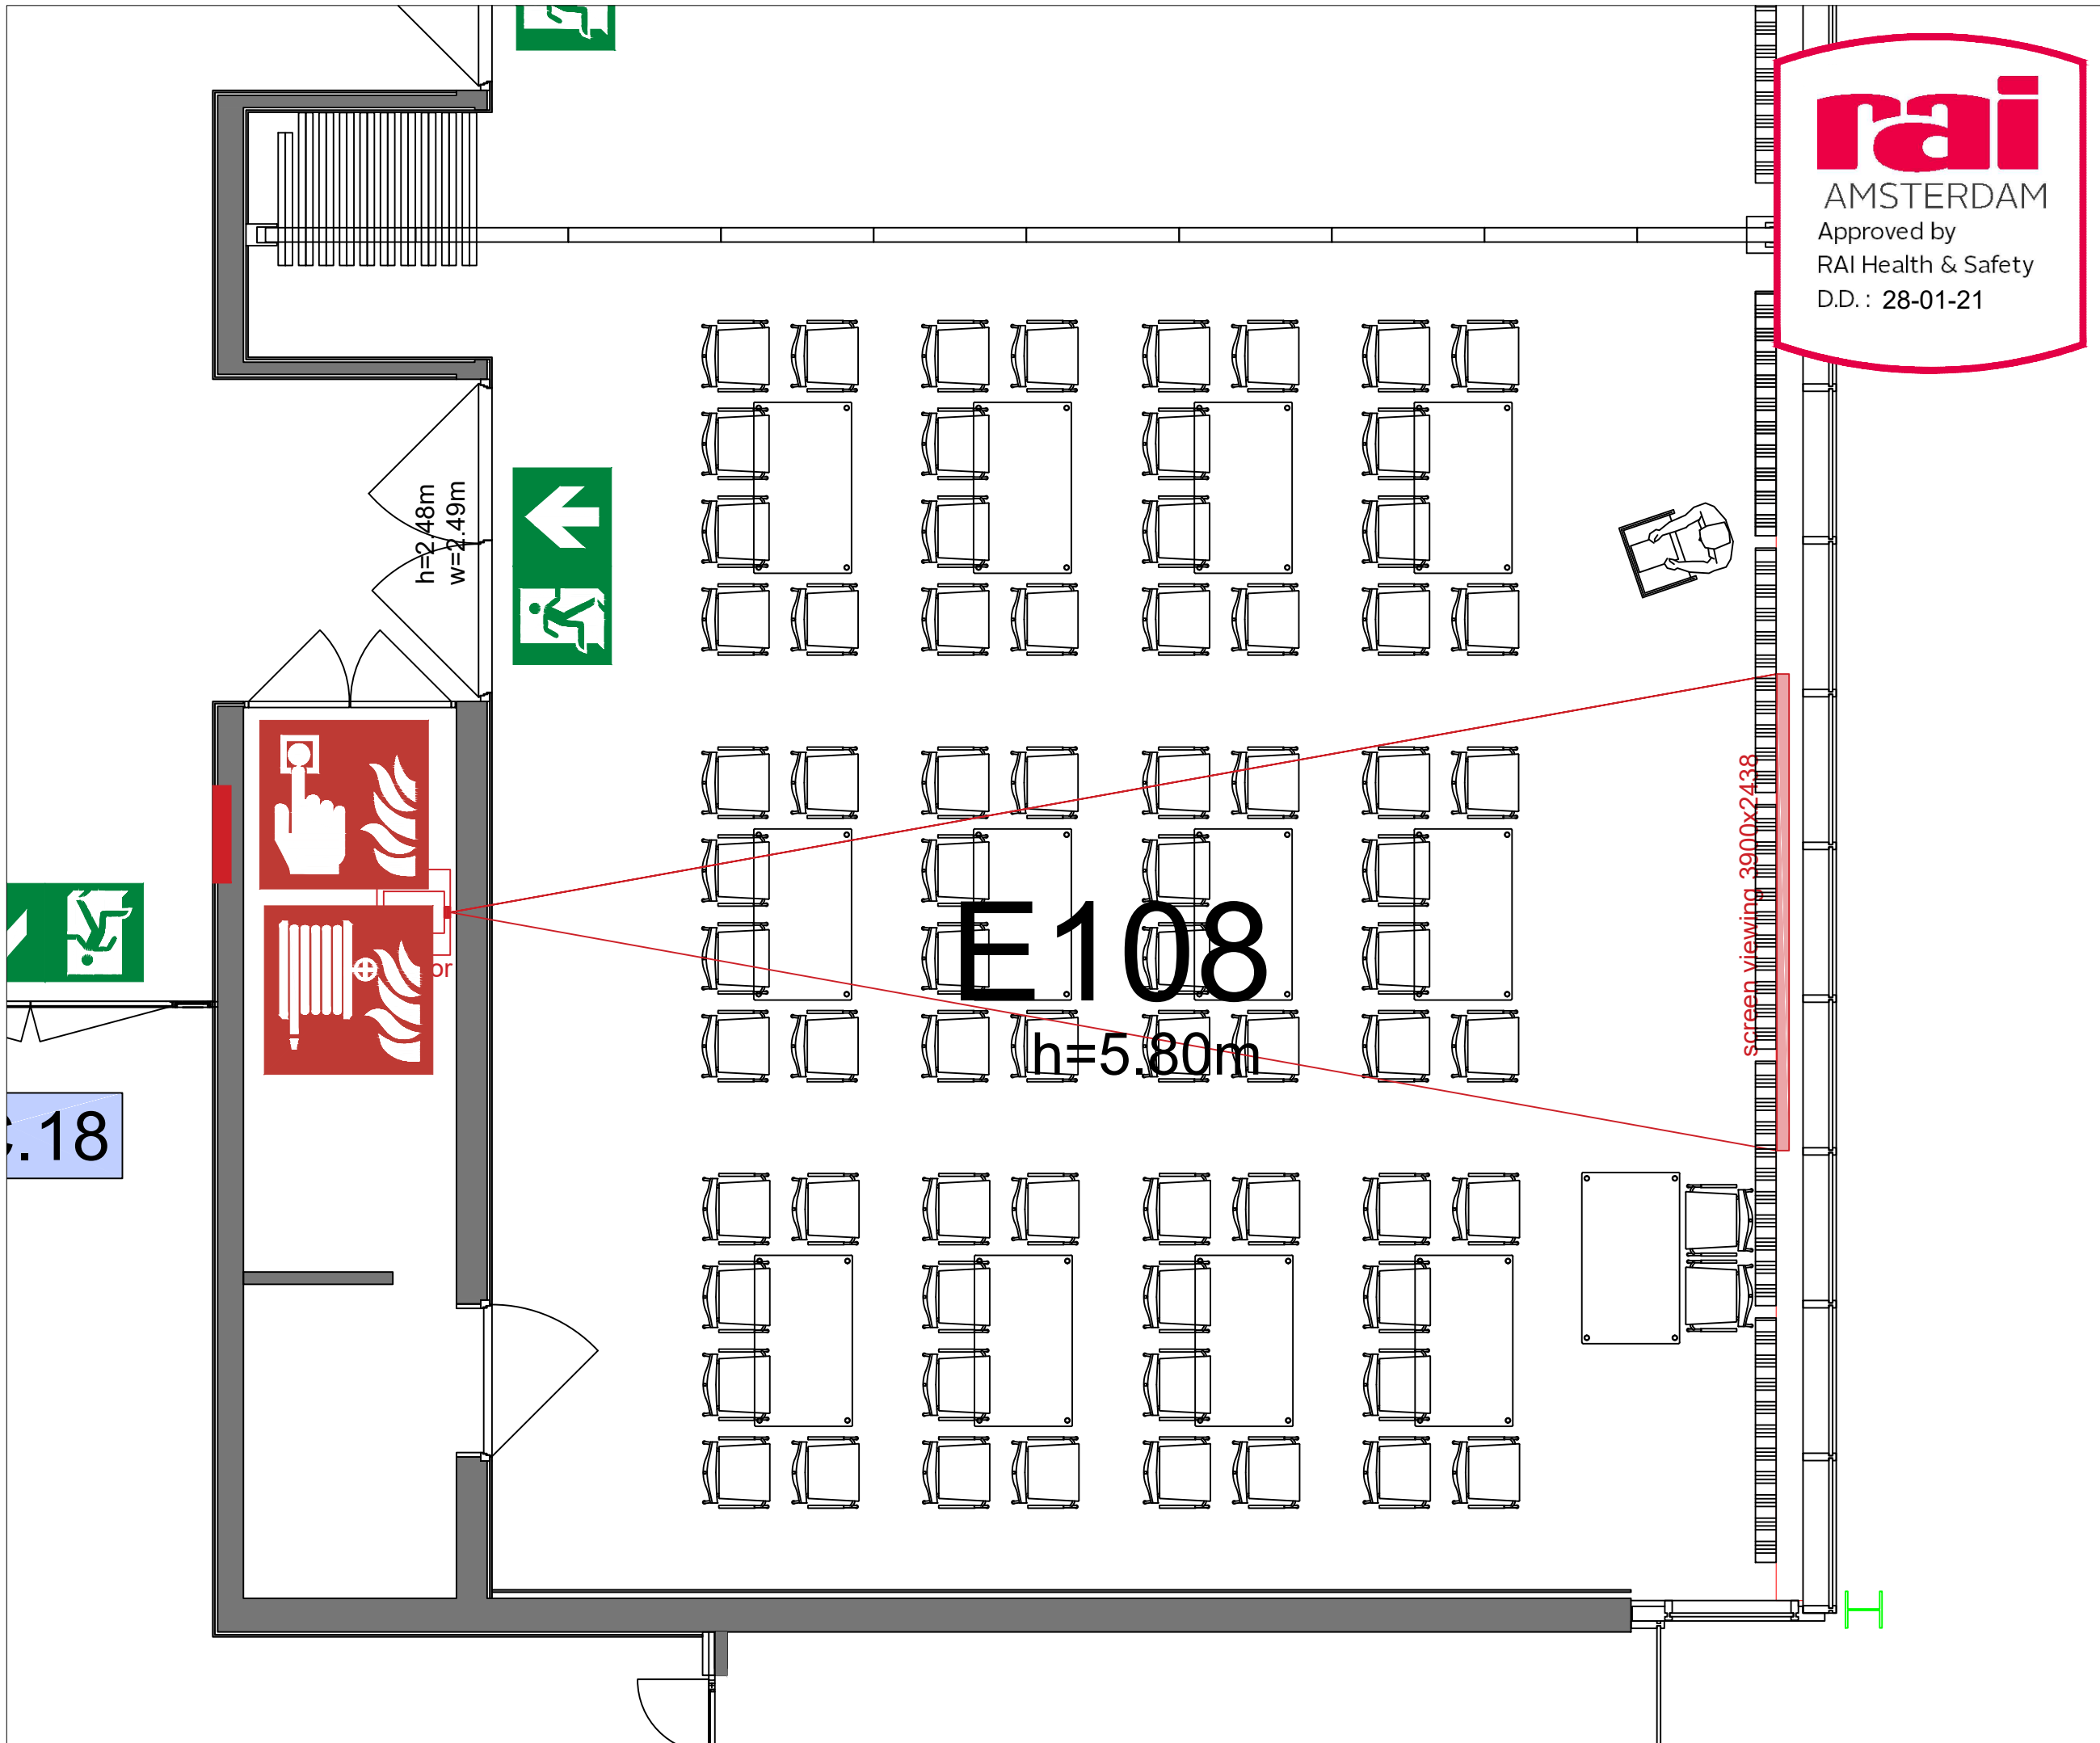 rai
AMSTERDAM
Approved by
RAI Health & Safety
D.D. : 28-01-21
h=2.48m
w=2.49m
screen viewing 3900x2438
E108
h=5.80m
or
.18